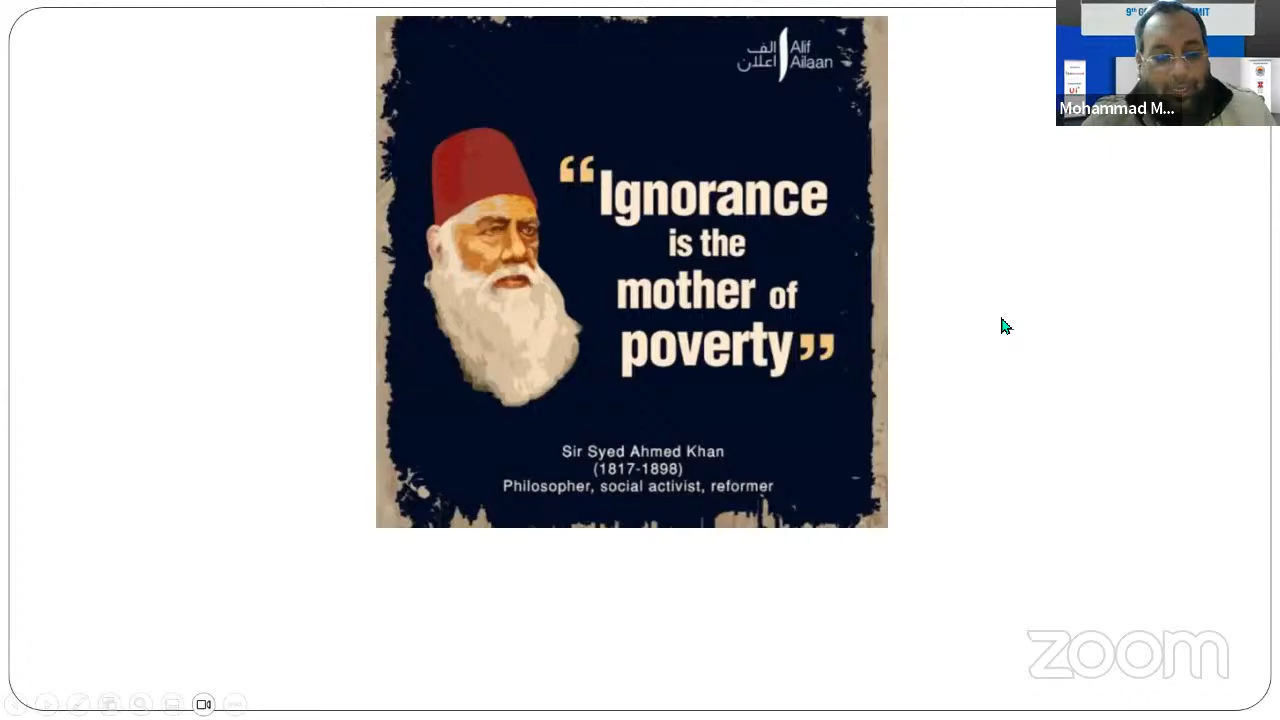 الف
اعلان
Alif
Ailaan
“Ignorance
is the
mother of
poverty”
Sir Syed Ahmed Khan
(1817-1898)
Philosopher, social activist, reformer
Mohammad M...
zoom